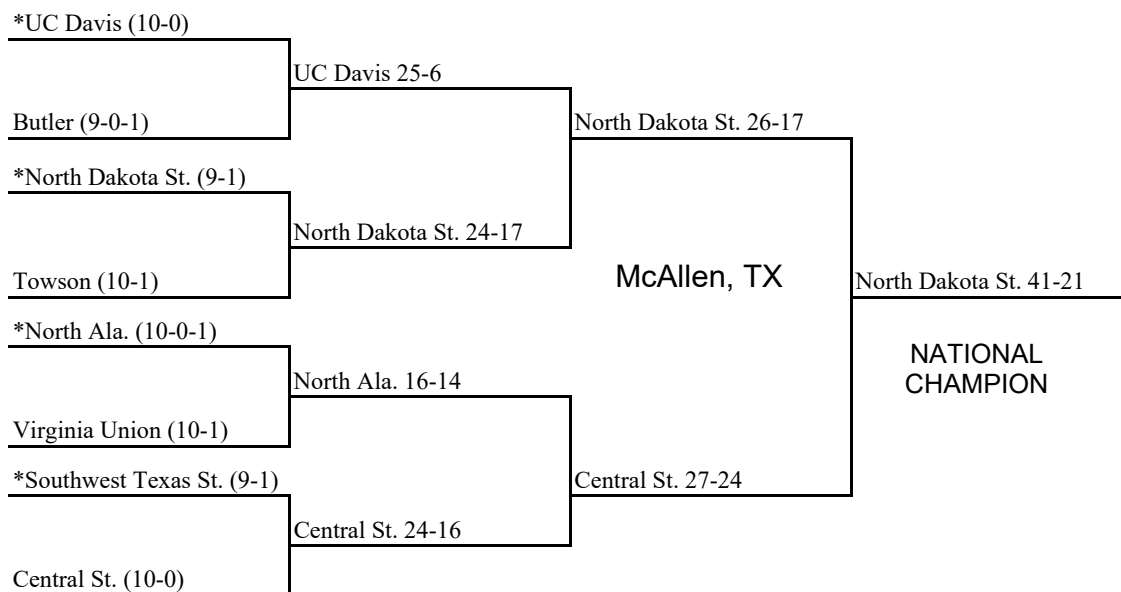 *UC Davis (10-0)
UC Davis 25-6
Butler (9-0-1)
North Dakota St. 26-17
*North Dakota St. (9-1)
North Dakota St. 24-17
Towson (10-1)
McAllen, TX
North Dakota St. 41-21
*North Ala. (10-0-1)
NATIONAL
CHAMPION
North Ala. 16-14
Virginia Union (10-1)
*Southwest Texas St. (9-1)
Central St. 27-24
Central St. 24-16
Central St. (10-0)